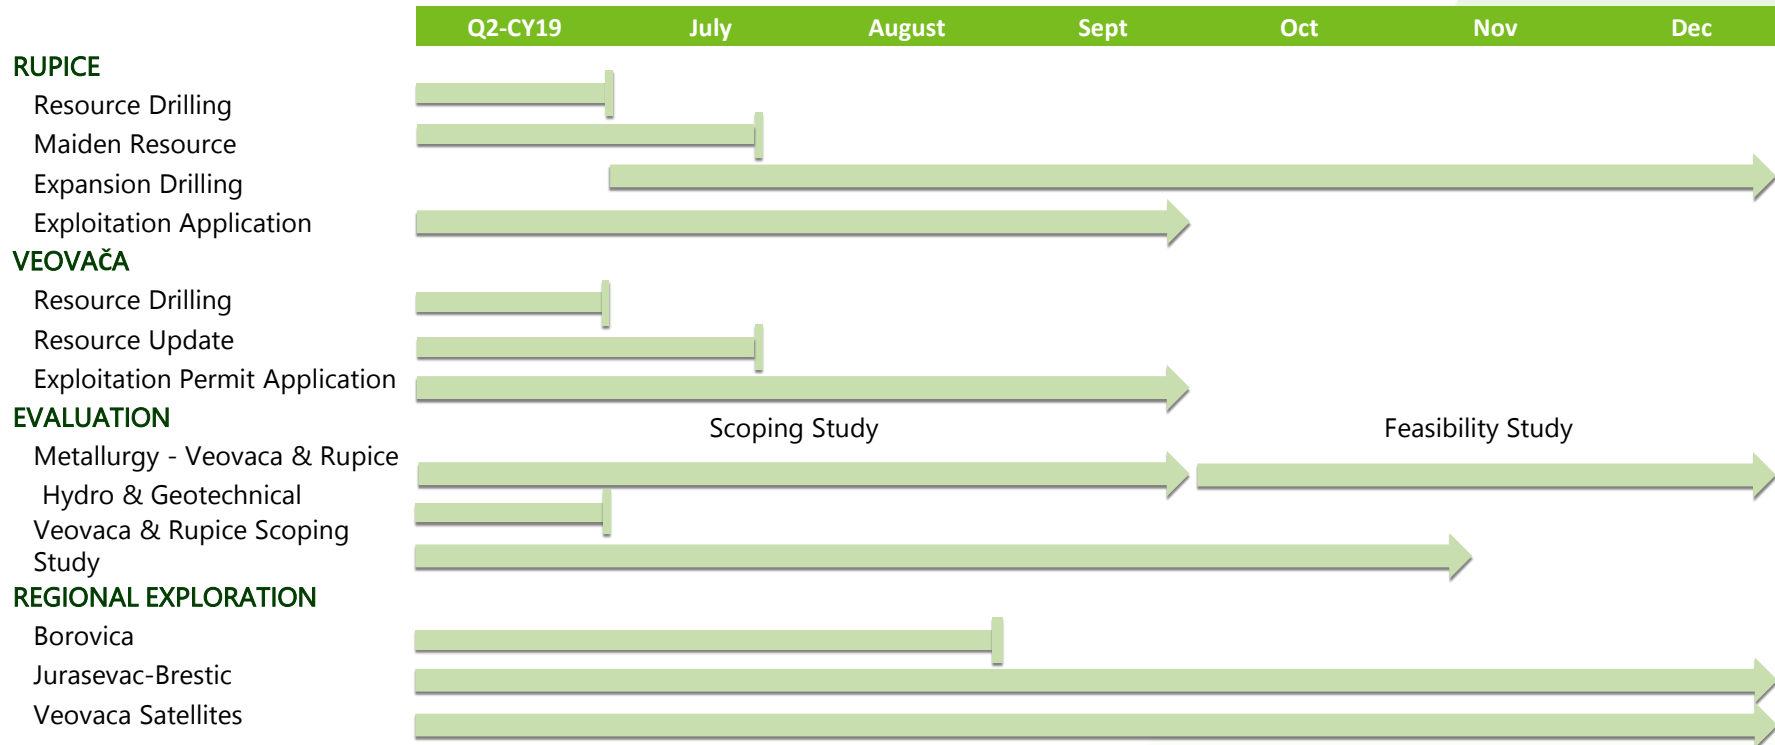 Q2-CY19 July August Sept Oct Nov Dec
RUPICE
Resource Drilling
Maiden Resource
Expansion Drilling
Exploitation Application
VEOVAČA
Resource Drilling
Resource Update
Exploitation Permit Application
EVALUATION
Scoping Study Feasibility Study
Metallurgy - Veovaca & Rupice
Hydro & Geotechnical
Veovaca & Rupice Scoping
Study
REGIONAL EXPLORATION
Borovica
Jurasevac-Brestic
Veovaca Satellites